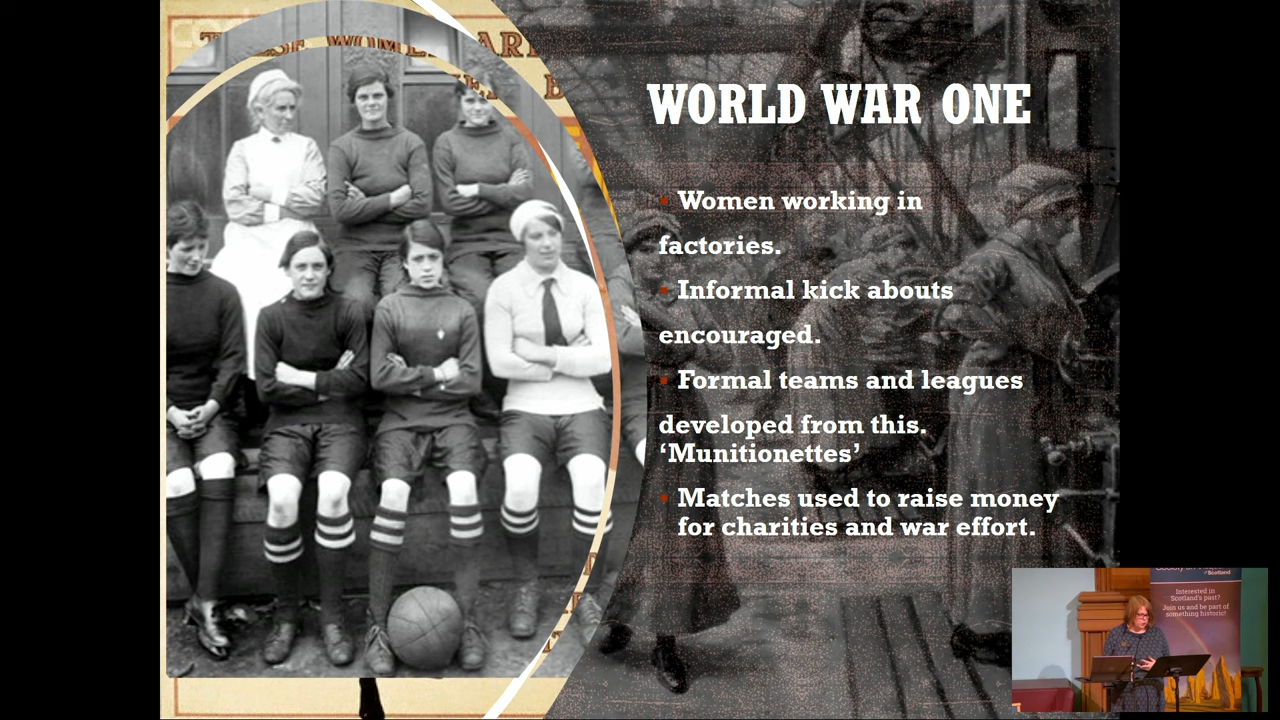 WORLD WAR ONE
▪ Women working in
factories.
▪ Informal kick abouts
encouraged.
▪ Formal teams and leagues
developed from this.
‘Munitionettes’
▪ Matches used to raise money
for charities and war effort.
of Scotland
Interested in
Scotland's past?
Join us and be part of
something historic!